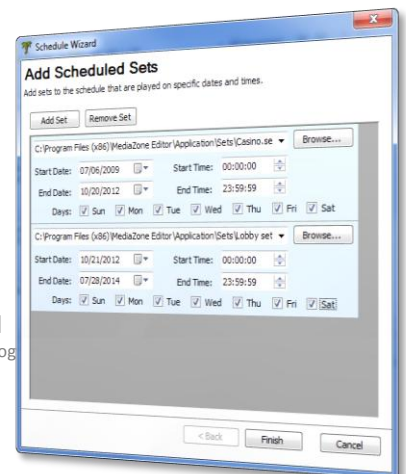 Schedule Wizard
X
Add Scheduled Sets
Add sets to the schedule that are played on specific dates and times.
Add Set Remove Set
C:\Program Files (x86)\MediaZone Editor\Application\Sets\Casino.se Browse...
Start Date: 07/06/2009 Start Time: 00:00:00
End Date: 10/20/2012 End Time: 23:59:59
Days: Sun Mon Tue Wed Thu Fri Sat
C:\Program Files (x86)\MediaZone Editor\Application\Sets\Lobby set Browse...
Start Date: 10/21/2012 Start Time: 00:00:00
End Date: 07/28/2014 End Time: 23:59:59
Days: Sun Mon Tue Wed Thu Fri Sat
og
< Back Finish Cancel